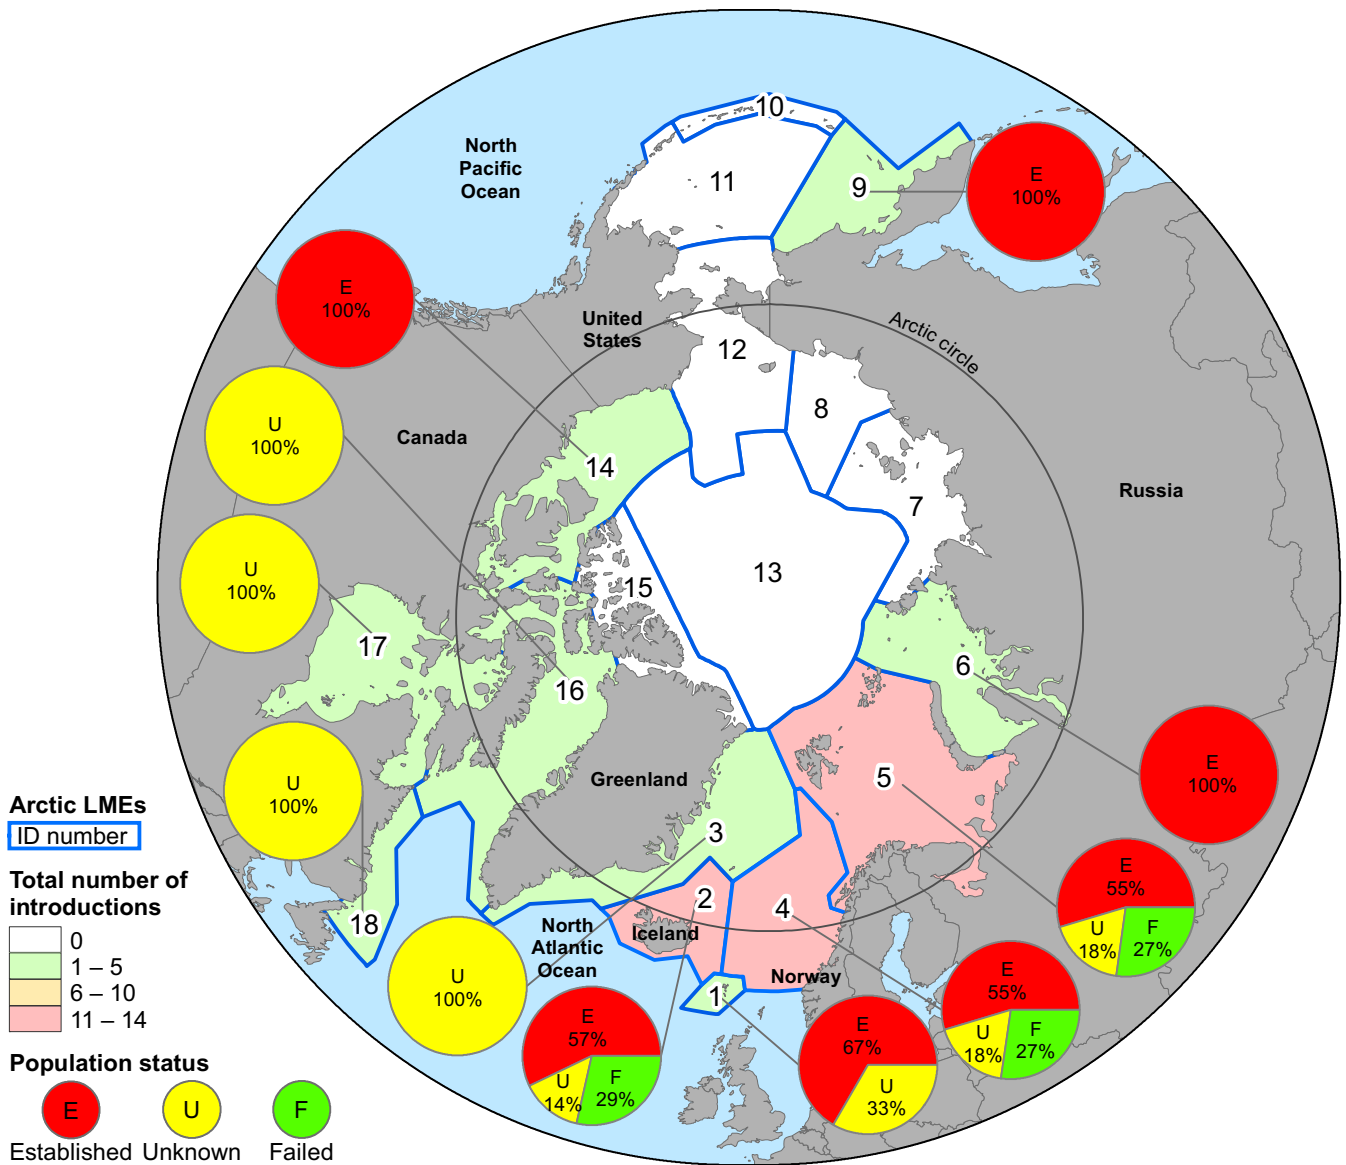 10
North
Pacific
Ocean
11
9
E
100%
E
100%
United
States
Arctic circle
12
8
U
100%
Canada
14
Russia
7
U
100%
15
13
17
16
6
U
100%
Greenland
5
E
100%
Arctic LMEs
ID number
3
Total number of
introductions
0
1 – 5
6 – 10
11 – 14
18
2
4
Iceland
North
Atlantic
Ocean
Norway
1
U
100%
E
55%
U
18%
F
27%
E
55%
U
18%
F
27%
E
57%
U
14%
F
29%
E
67%
U
33%
Population status
E
U
F
Established
Unknown
Failed